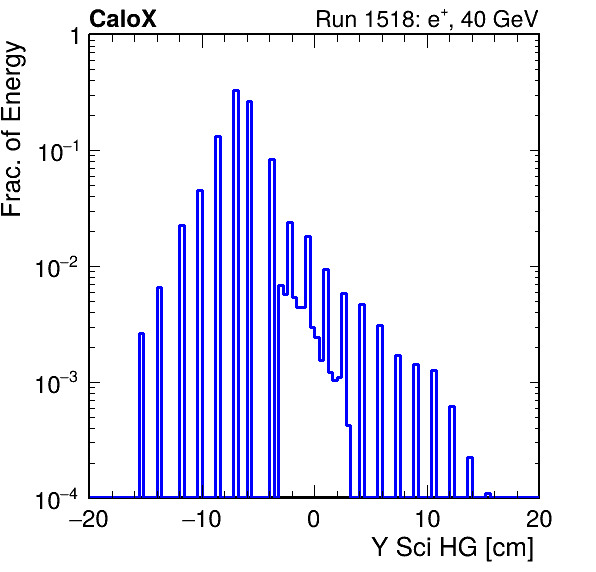 CaloX Run 1518: e⁺, 40 GeV
Frac. of Energy
1
10⁻¹
10⁻²
10⁻³
10⁻⁴
−20 −10 0 10 20
Y Sci HG [cm]